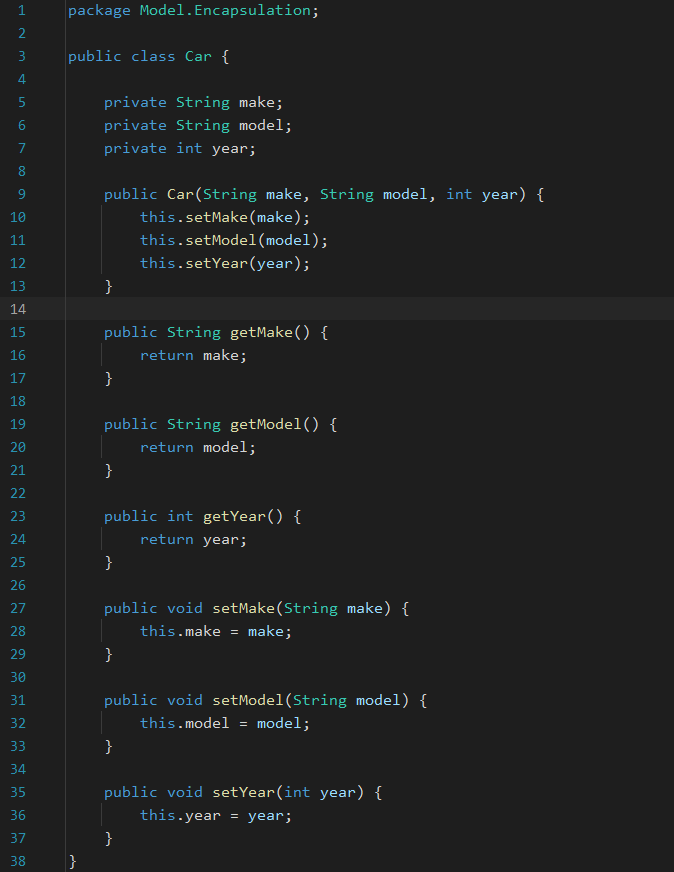 1 package Model.Encapsulation;
2
3 public class Car {
4
5     private String make;
6     private String model;
7     private int year;
8
9     public Car(String make, String model, int year) {
10         this.setMake(make);
11         this.setModel(model);
12         this.setYear(year);
13     }
14
15     public String getMake() {
16         return make;
17     }
18
19     public String getModel() {
20         return model;
21     }
22
23     public int getYear() {
24         return year;
25     }
26
27     public void setMake(String make) {
28         this.make = make;
29     }
30
31     public void setModel(String model) {
32         this.model = model;
33     }
34
35     public void setYear(int year) {
36         this.year = year;
37     }
38 }